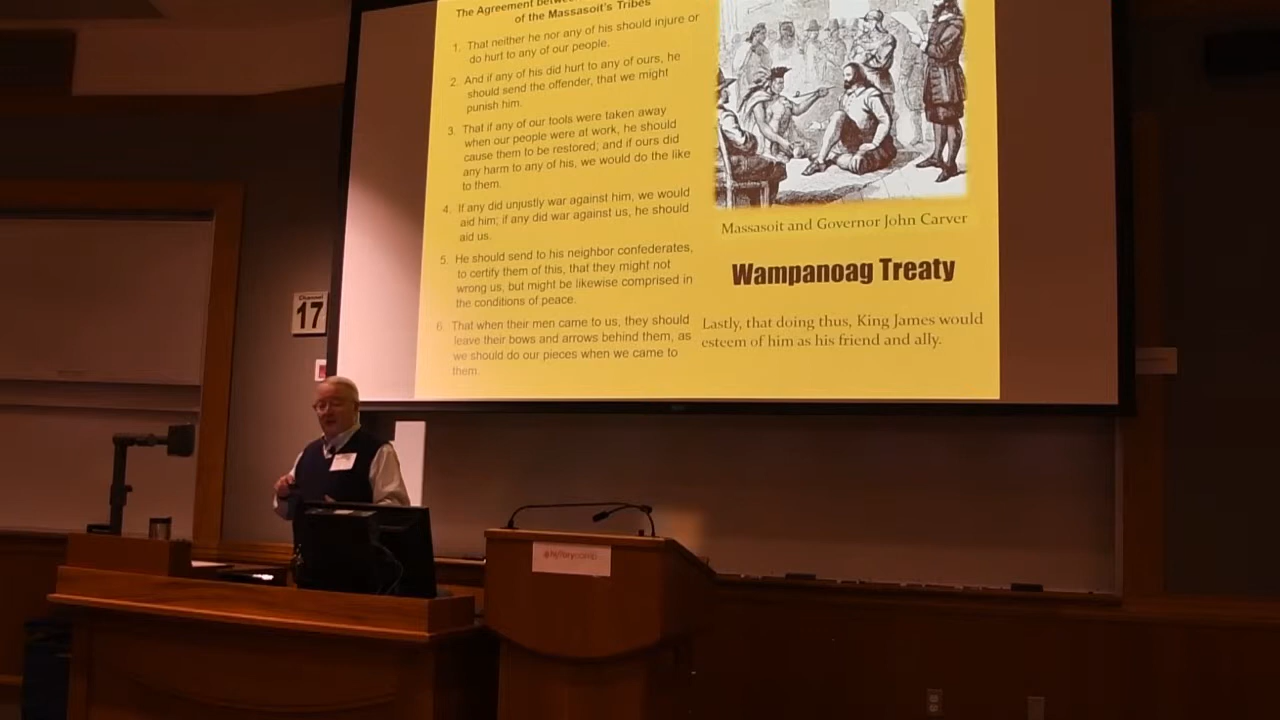 The Agreement
of the Massasoit's Tribes
1. That neither he nor any of his should injure or
do hurt to any of our people.
2. And if any of his did hurt to any of ours, he
should send the offender, that we might
punish him.
3. That if any of our tools were taken away
when our people were at work, he should
cause them to be restored; and if ours did
any harm to any of his, we would do the like
to them.
4. If any did unjustly war against him, we would
aid him; if any did war against us, he should
aid us.
5. He should send to his neighbor confederates,
to certify them of this, that they might not
wrong us, but might be likewise comprised in
the conditions of peace.
6. That when their men came to us, they should
leave their bows and arrows behind them, as
we should do our pieces when we came to
them.
Massasoit and Governor John Carver
Wampanoag Treaty
Lastly, that doing thus, King James would
esteem of him as his friend and ally.
Channel
17
historycamp